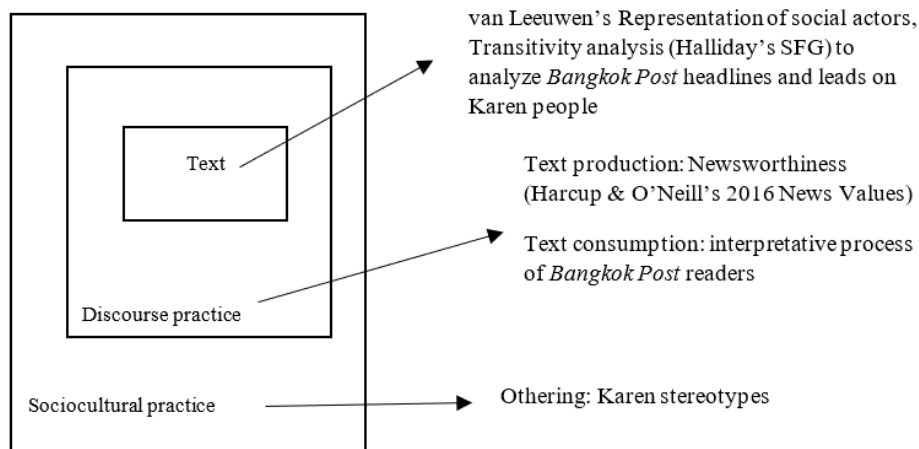 van Leeuwen's Representation of social actors,
Transitivity analysis (Halliday's SFG) to
analyze Bangkok Post headlines and leads on
Karen people
Text
Text production: Newsworthiness
(Harcup & O'Neill's 2016 News Values)
Text consumption: interpretative process
of Bangkok Post readers
Discourse practice
Sociocultural practice
Othering: Karen stereotypes